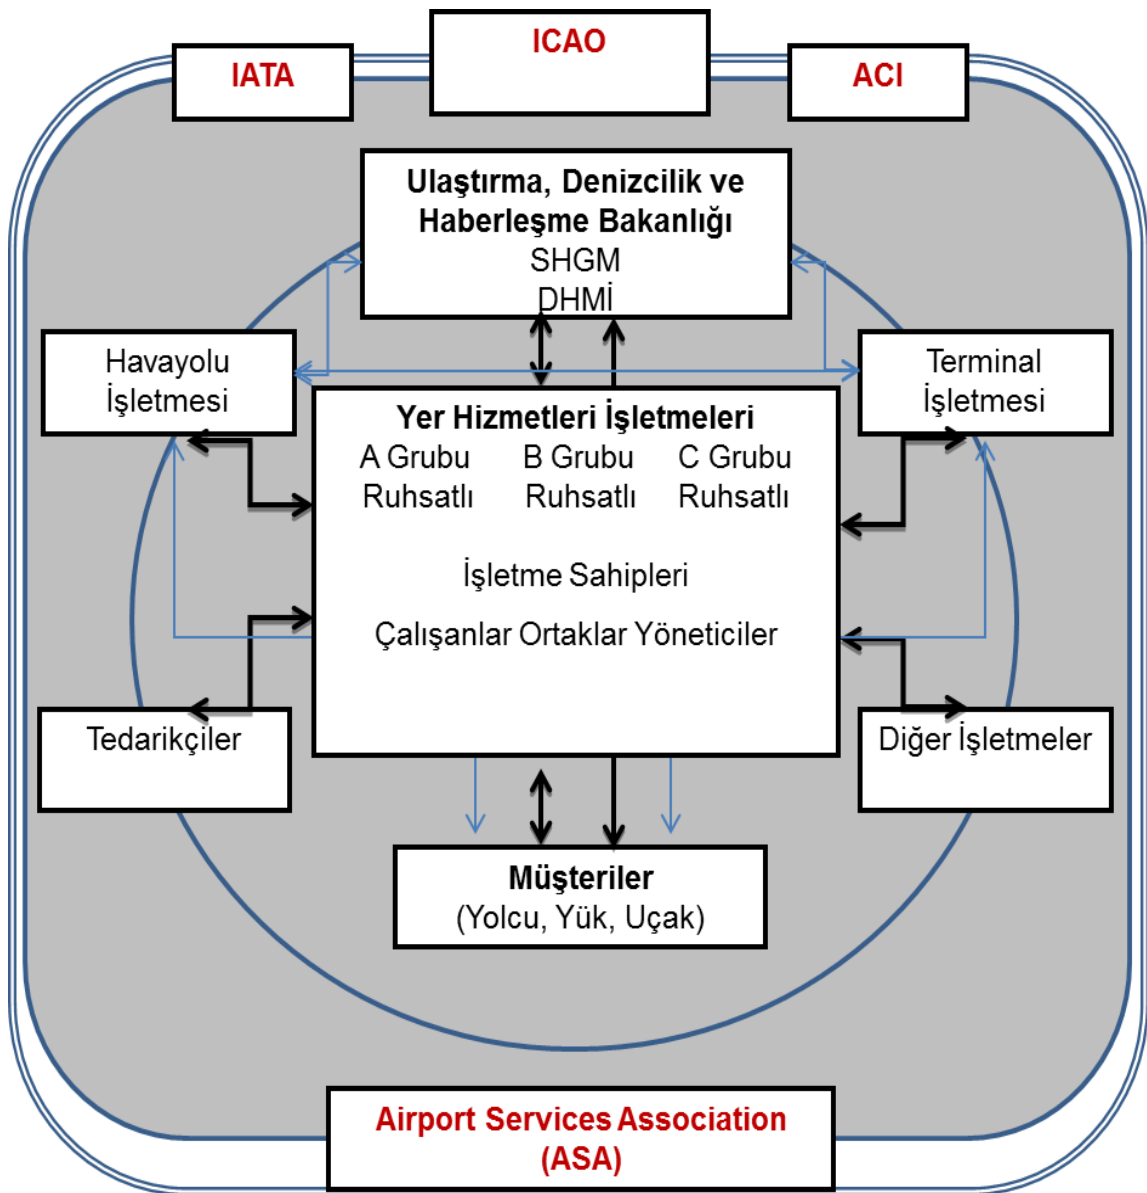 IATA
ICAO
ACI
Ulaştırma, Denizcilik ve
Haberleşme Bakanlığı
SHGM
DHMİ
Havayolu
İşletmesi
Terminal
İşletmesi
Yer Hizmetleri İşletmeleri
A Grubu B Grubu C Grubu
Ruhsatlı Ruhsatlı Ruhsatlı
İşletme Sahipleri
Çalışanlar Ortaklar Yöneticiler
Tedarikçiler
Diğer İşletmeler
Müşteriler
(Yolcu, Yük, Uçak)
Airport Services Association
(ASA)